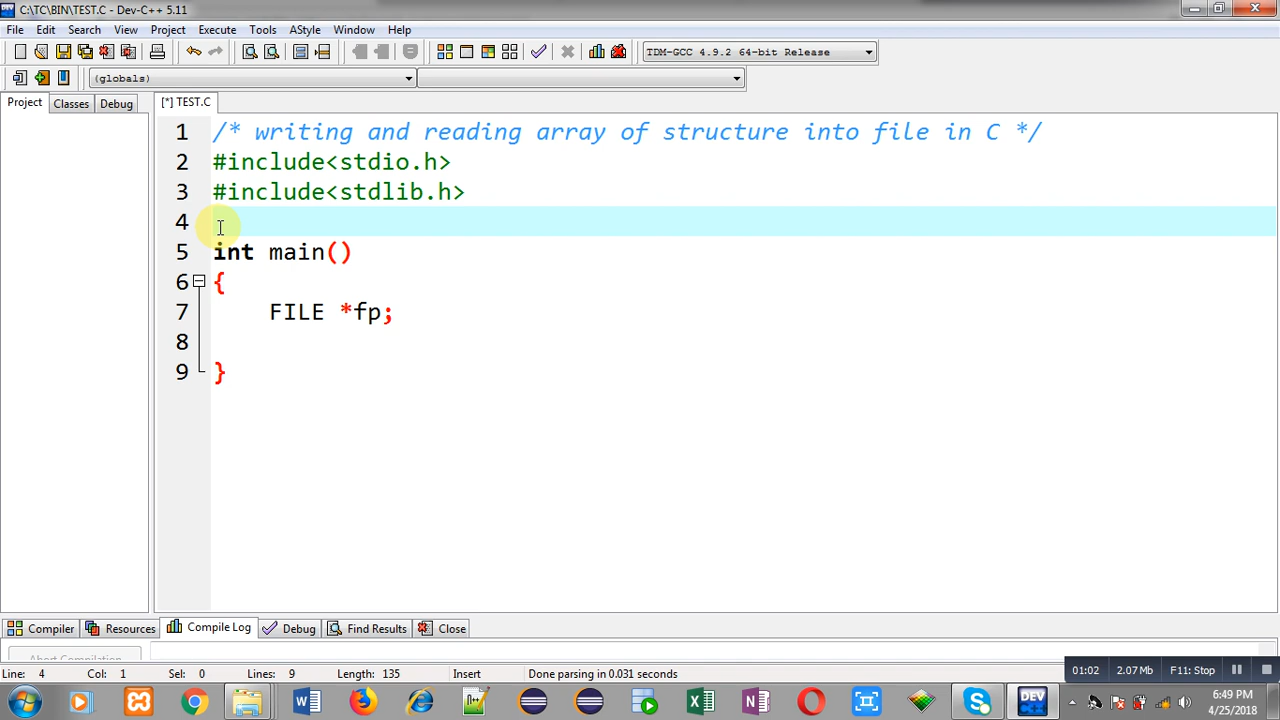 C:\TC\BIN\TEST.C - Dev-C++ 5.11
File Edit Search View Project Execute Tools AStyle Window Help
TDM-GCC 4.9.2 64-bit Release
(globals)
Project Classes Debug [*] TEST.C
1 /* writing and reading array of structure into file in C */
2 #include<stdio.h>
3 #include<stdlib.h>
4
5 int main()
6 {
7 FILE *fp;
8
9 }
Compiler Resources Compile Log Debug Find Results Close
Abort Compilation
Line: 4 Col: 1 Sel: 0 Lines: 9 Length: 135 Insert Done parsing in 0.031 seconds
01:02 2.07 Mb F11: Stop
6:49 PM
4/25/2018